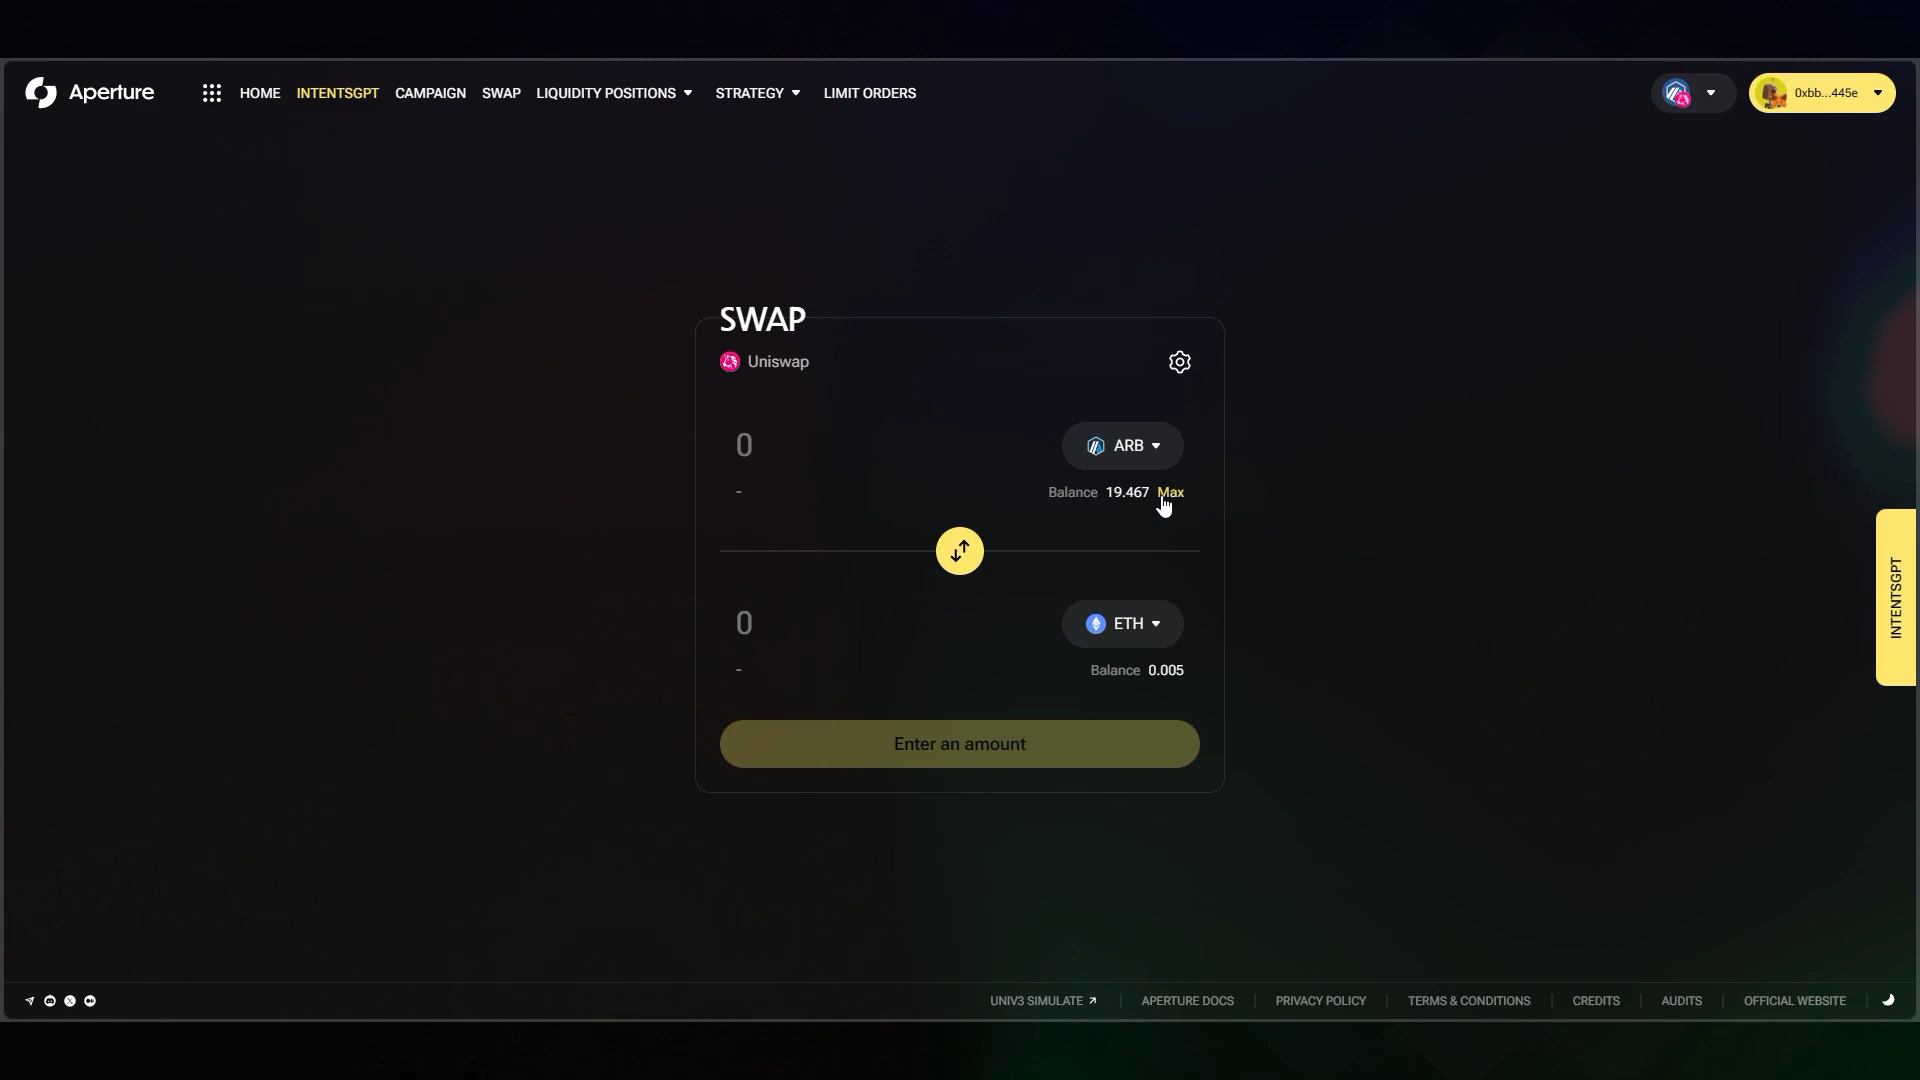 Aperture
HOME INTENTSGPT CAMPAIGN SWAP LIQUIDITY POSITIONS STRATEGY LIMIT ORDERS
0xbb...445e
SWAP
Uniswap
0 ARB
- Balance 19.467 Max
0 ETH
- Balance 0.005
Enter an amount
INTENTSGPT
UNIV3 SIMULATE APERTURE DOCS PRIVACY POLICY TERMS & CONDITIONS CREDITS AUDITS OFFICIAL WEBSITE